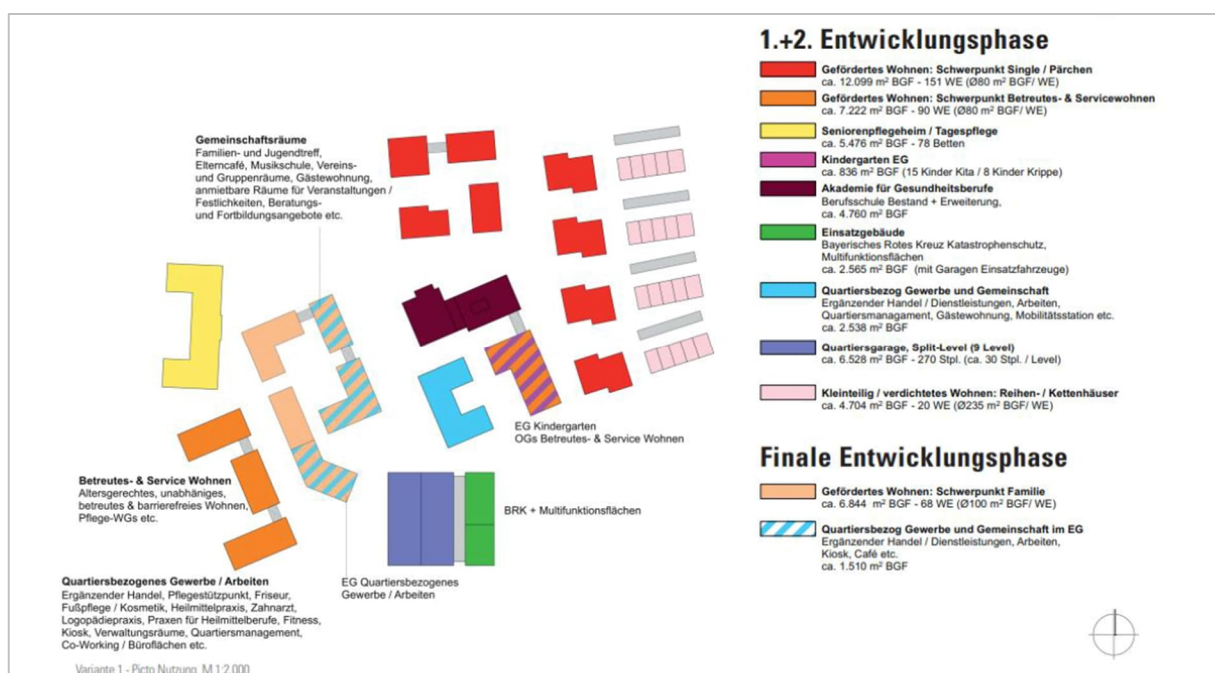 1.+2. Entwicklungsphase
Gefördertes Wohnen: Schwerpunkt Single / Pärchen
ca. 12.099 m² BGF - 151 WE (Ø80 m² BGF/ WE)
Gefördertes Wohnen: Schwerpunkt Betreutes- & Servicewohnen
ca. 7.222 m² BGF - 90 WE (Ø80 m² BGF/ WE)
Seniorenpflegeheim / Tagespflege
ca. 5.476 m² BGF - 78 Betten
Kindergarten EG
ca. 836 m² BGF (15 Kinder Kita / 8 Kinder Krippe)
Akademie für Gesundheitsberufe
Berufsschule Bestand + Erweiterung,
ca. 4.760 m² BGF
Einsatzgebäude
Bayerisches Rotes Kreuz Katastrophenschutz,
Multifunktionsflächen
ca. 2.565 m² BGF (mit Garagen Einsatzfahrzeuge)
Quartiersbezog Gewerbe und Gemeinschaft
Ergänzender Handel / Dienstleistungen, Arbeiten,
Quartiersmanagament, Gästewohnung, Mobilitätsstation etc.
ca. 2.538 m² BGF
Quartiersgarage, Split-Level (9 Level)
ca. 6.528 m² BGF - 270 Stpl. (ca. 30 Stpl. / Level)
Kleinteilig / verdichtetes Wohnen: Reihen- / Kettenhäuser
ca. 4.704 m² BGF - 20 WE (Ø235 m² BGF/ WE)
Finale Entwicklungsphase
Gefördertes Wohnen: Schwerpunkt Familie
ca. 6.844 m² BGF - 68 WE (Ø100 m² BGF/ WE)
Quartiersbezog Gewerbe und Gemeinschaft im EG
Ergänzender Handel / Dienstleistungen, Arbeiten,
Kiosk, Café etc.
ca. 1.510 m² BGF
Gemeinschaftsräume
Familien- und Jugendtreff,
Elterncafé, Musikschule, Vereins-
und Gruppenräume, Gästewohnung,
anmietbare Räume für Veranstaltungen /
Festlichkeiten, Beratungs-
und Fortbildungsangebote etc.
EG Kindergarten
OGs Betreutes- & Service Wohnen
Betreutes- & Service Wohnen
Altersgerechtes, unabhäniges,
betreutes & barrierefreies Wohnen,
Pflege-WGs etc.
BRK + Multifunktionsflächen
Quartiersbezogenes Gewerbe / Arbeiten
Ergänzender Handel, Pflegestützpunkt, Friseur,
Fußpflege / Kosmetik, Heilmittelpraxis, Zahnarzt,
Logopädiepraxis, Praxen für Heilmittelberufe, Fitness,
Kiosk, Verwaltungsräume, Quartiersmanagement,
Co-Working / Büroflächen etc.
EG Quartiersbezogenes
Gewerbe / Arbeiten
Variante 1 - Picto Nutzung M 1:2.000